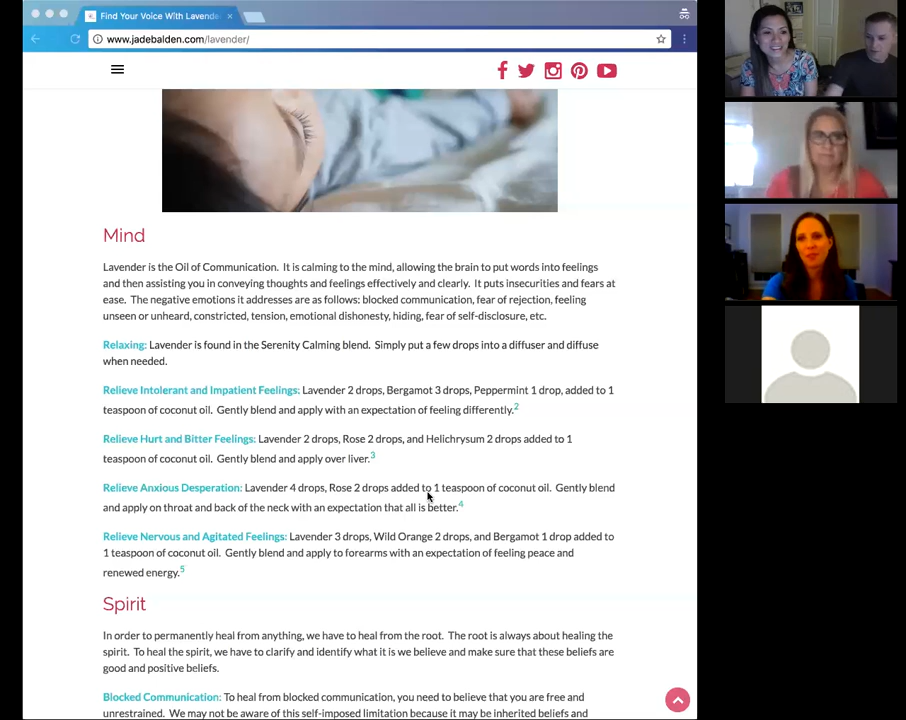 Find Your Voice With Lavende
www.jadebalden.com/lavender/
Mind
Lavender is the Oil of Communication. It is calming to the mind, allowing the brain to put words into feelings
and then assisting you in conveying thoughts and feelings effectively and clearly. It puts insecurities and fears at
ease. The negative emotions it addresses are as follows: blocked communication, fear of rejection, feeling
unseen or unheard, constricted, tension, emotional dishonesty, hiding, fear of self-disclosure, etc.
Relaxing: Lavender is found in the Serenity Calming blend. Simply put a few drops into a diffuser and diffuse
when needed.
Relieve Intolerant and Impatient Feelings: Lavender 2 drops, Bergamot 3 drops, Peppermint 1 drop, added to 1
teaspoon of coconut oil. Gently blend and apply with an expectation of feeling differently.2
Relieve Hurt and Bitter Feelings: Lavender 2 drops, Rose 2 drops, and Helichrysum 2 drops added to 1
teaspoon of coconut oil. Gently blend and apply over liver.3
Relieve Anxious Desperation: Lavender 4 drops, Rose 2 drops added to 1 teaspoon of coconut oil. Gently blend
and apply on throat and back of the neck with an expectation that all is better.4
Relieve Nervous and Agitated Feelings: Lavender 3 drops, Wild Orange 2 drops, and Bergamot 1 drop added to
1 teaspoon of coconut oil. Gently blend and apply to forearms with an expectation of feeling peace and
renewed energy.5
Spirit
In order to permanently heal from anything, we have to heal from the root. The root is always about healing the
spirit. To heal the spirit, we have to clarify and identify what it is we believe and make sure that these beliefs are
good and positive beliefs.
Blocked Communication: To heal from blocked communication, you need to believe that you are free and
unrestrained. We may not be aware of this self-imposed limitation because it may be inherited beliefs and